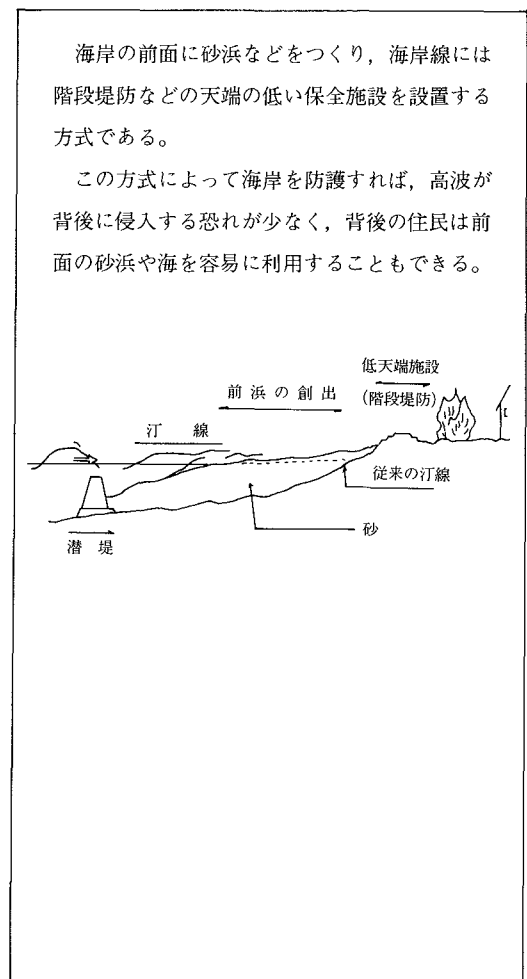 海岸の前面に砂浜などをつくり，海岸線には
階段堤防などの天端の低い保全施設を設置する
方式である。
この方式によって海岸を防護すれば，高波が
背後に侵入する恐れが少なく，背後の住民は前
面の砂浜や海を容易に利用することもできる。
低天端施設
(階段堤防)
前浜の創出
汀線
従来の汀線
砂
潜堤